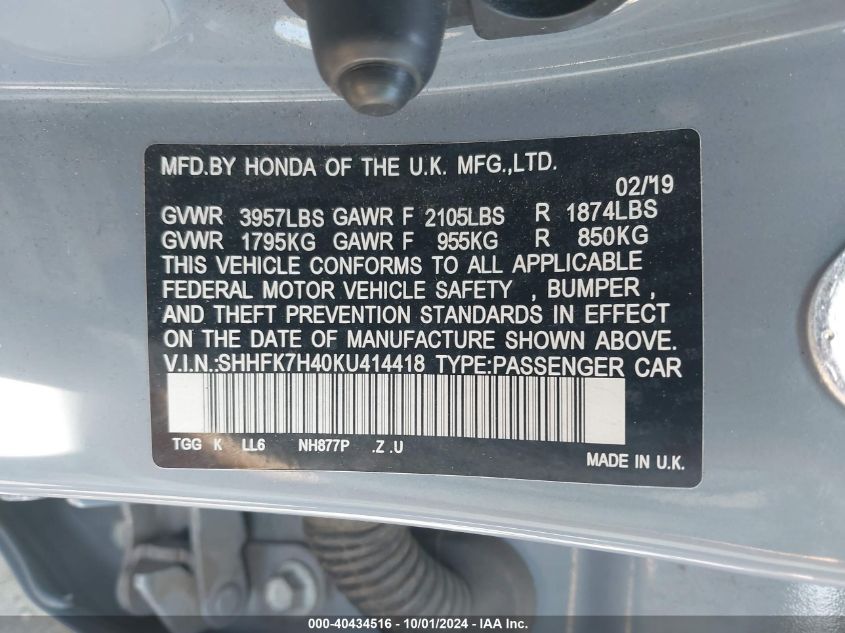 MFD.BY HONDA OF THE U.K. MFG.,LTD.
02/'19
GVWR 3957LBS GAWR F 2105LBS R 1874LBS
GVWR 1795KG GAWR F 955KG R 850KG
THIS VEHICLE CONFORMS TO ALL APPLICABLE
FEDERAL MOTOR VEHICLE SAFETY , BUMPER ,
AND THEFT PREVENTION STANDARDS IN EFFECT
ON THE DATE OF MANUFACTURE SHOWN ABOVE.
V.I.N.:SHHFK7H40KU414418 TYPE:PASSENGER CAR
TGG K LL6 NH877P .Z .U
MADE IN U.K.
000-40434516 - 10/01/2024 - IAA Inc.